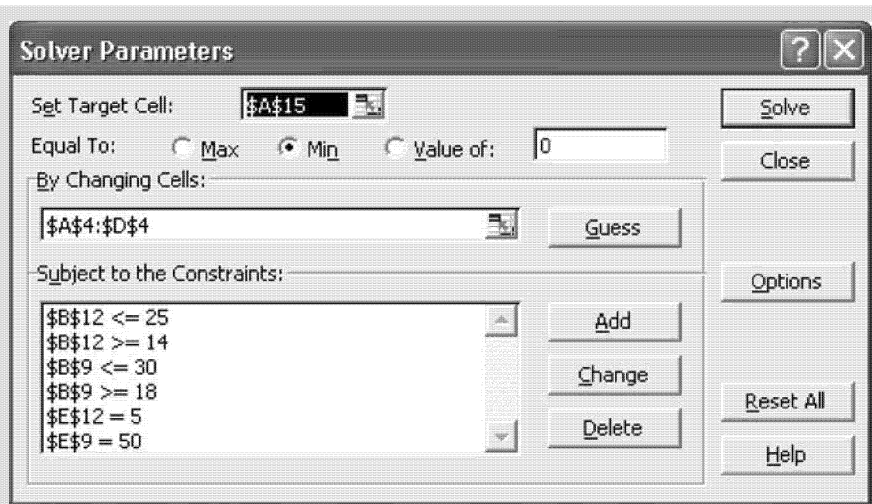 Solver Parameters
Set Target Cell: $A$15 Solve
Equal To: Max Min Value of: 0 Close
By Changing Cells:
$A$4:$D$4 Guess
Subject to the Constraints: Options
$B$12 <= 25 Add
$B$12 >= 14
$B$9 <= 30 Change
$B$9 >= 18 Reset All
$E$12 = 5 Delete
$E$9 = 50 Help